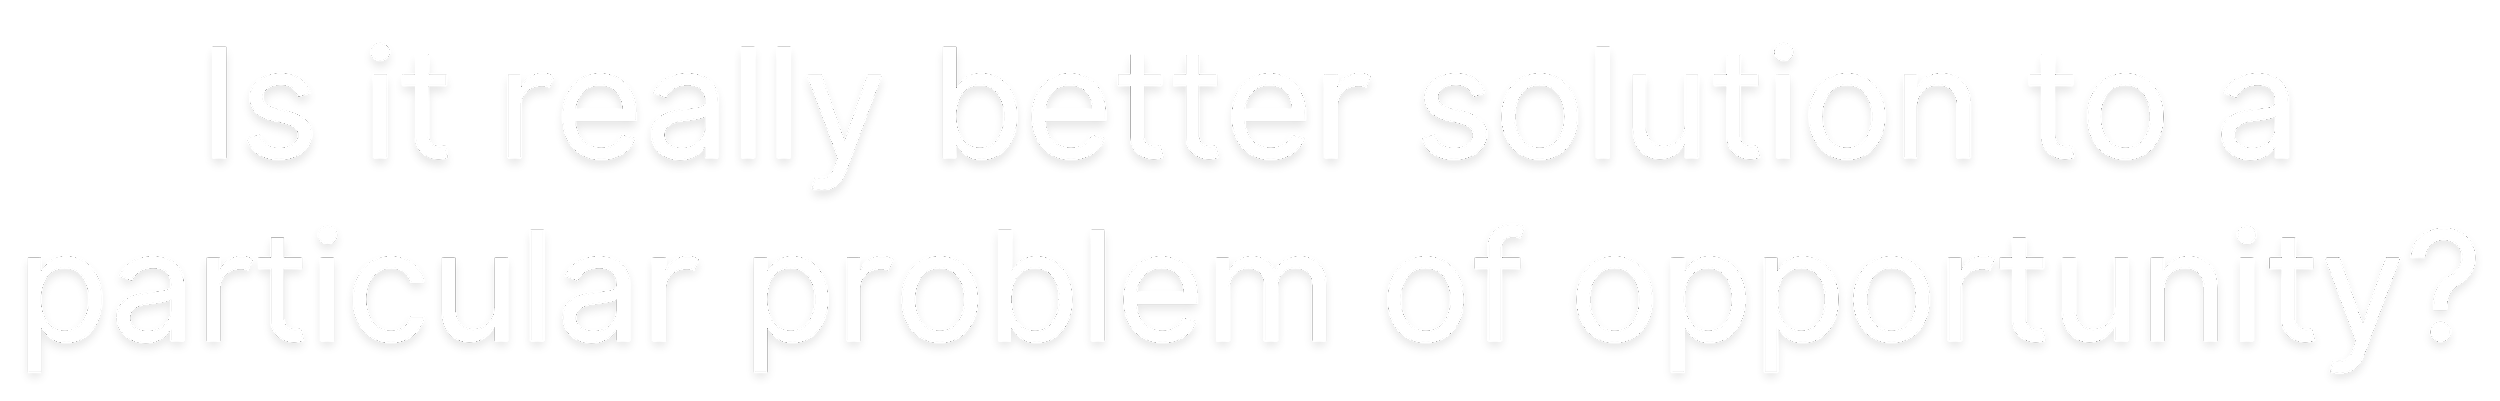 Is it really better solution to a
particular problem of opportunity?